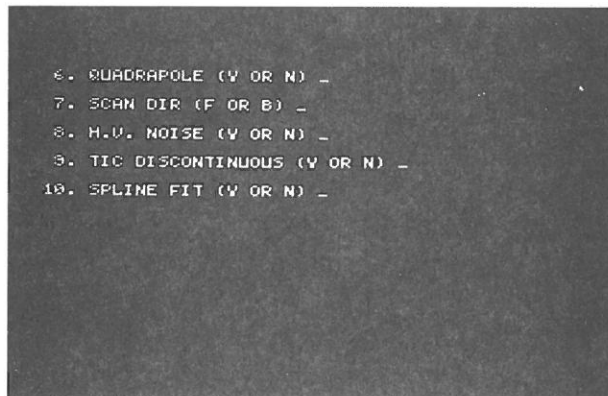 6. QUADRAPOLE (Y OR N) _
7. SCAN DIR (F OR B) _
8. H.V. NOISE (Y OR N) _
9. TIC DISCONTINUOUS (Y OR N) _
10. SPLINE FIT (Y OR N) _